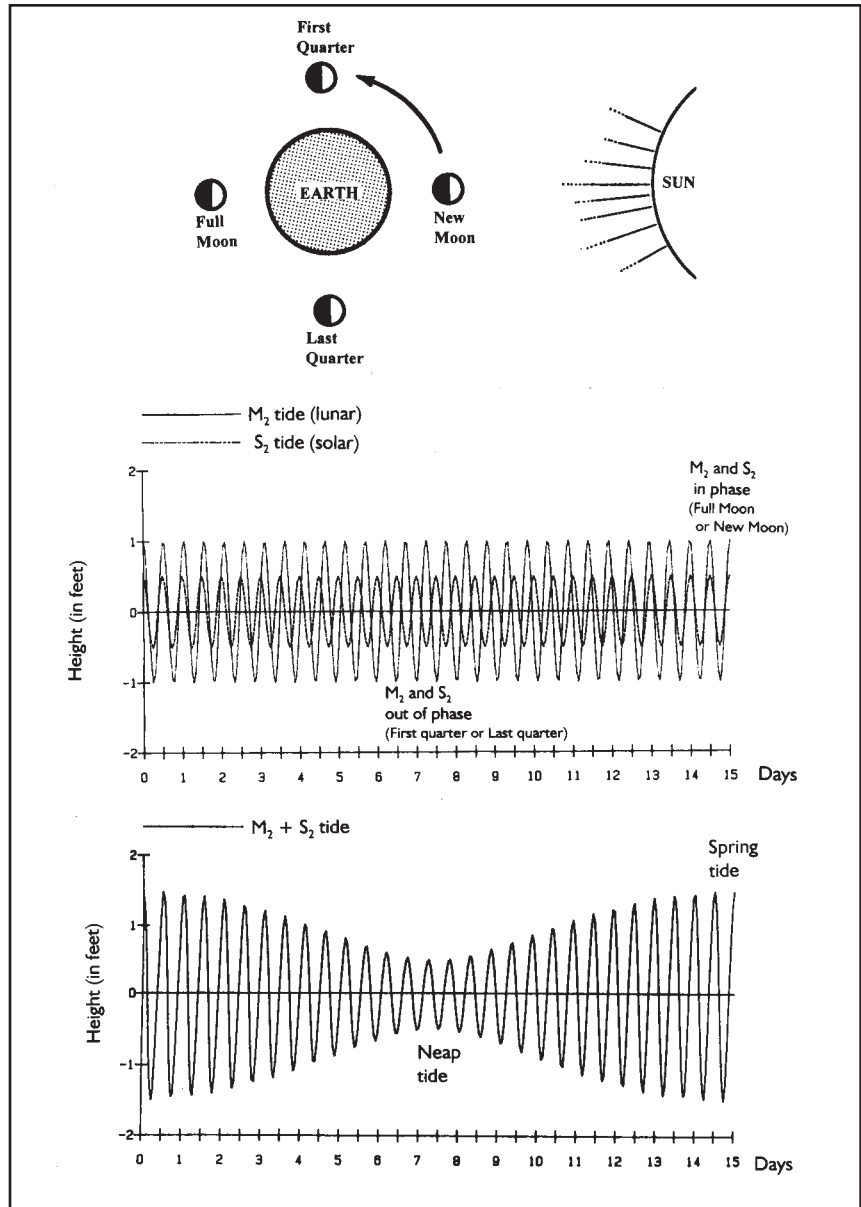 First
Quarter
EARTH
SUN
Full
Moon
New
Moon
Last
Quarter
M₂ tide (lunar)
S₂ tide (solar)
M₂ and S₂
in phase
(Full Moon
or New Moon)
2
1
0
-1
-2
Height (in feet)
M₂ and S₂
out of phase
(First quarter or Last quarter)
0 1 2 3 4 5 6 7 8 9 10 11 12 13 14 15 Days
M₂ + S₂ tide
Spring
tide
2
1
0
-1
-2
Height (in feet)
Neap
tide
0 1 2 3 4 5 6 7 8 9 10 11 12 13 14 15 Days